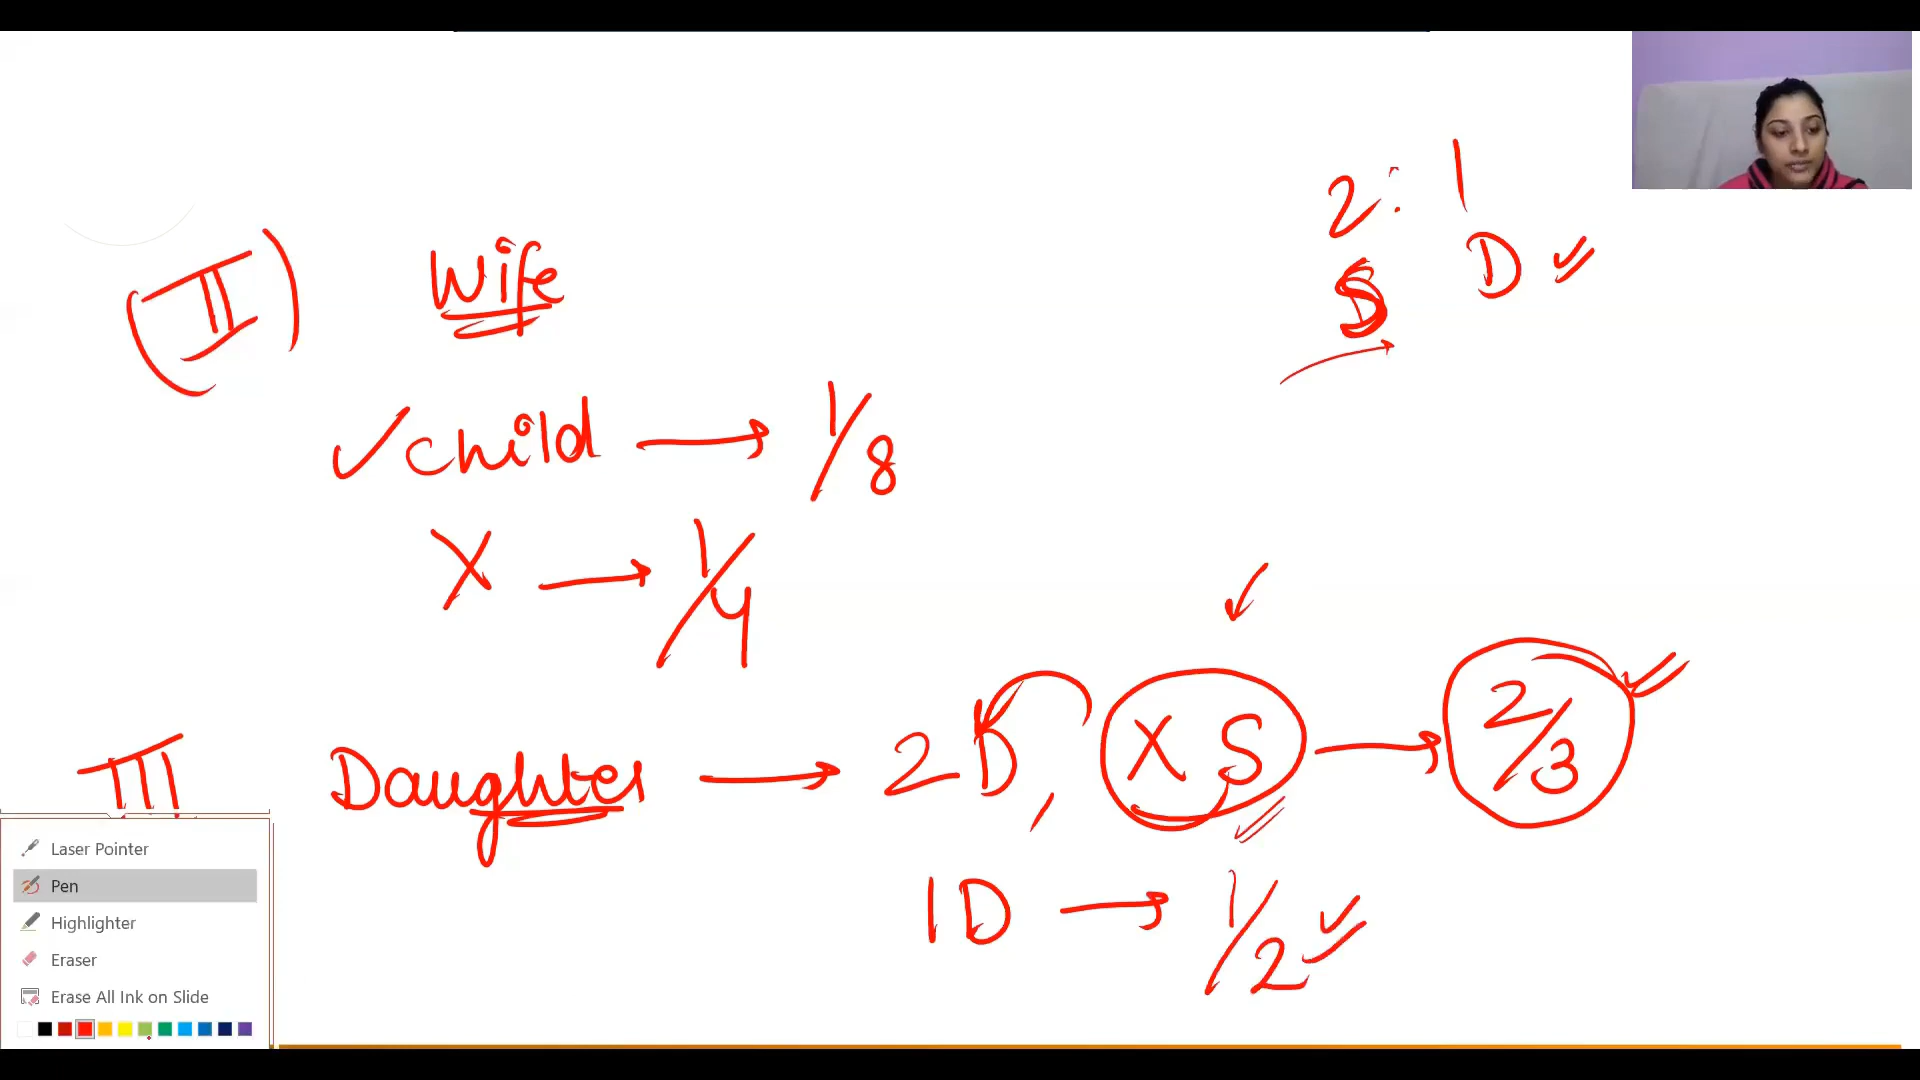 2 : 1
S D
(II) Wife
✓ child → 1/8
X → 1/4
III Daughter → 2D, X S → 2/3
1D → 1/2
Laser Pointer
Pen
Highlighter
Eraser
Erase All Ink on Slide